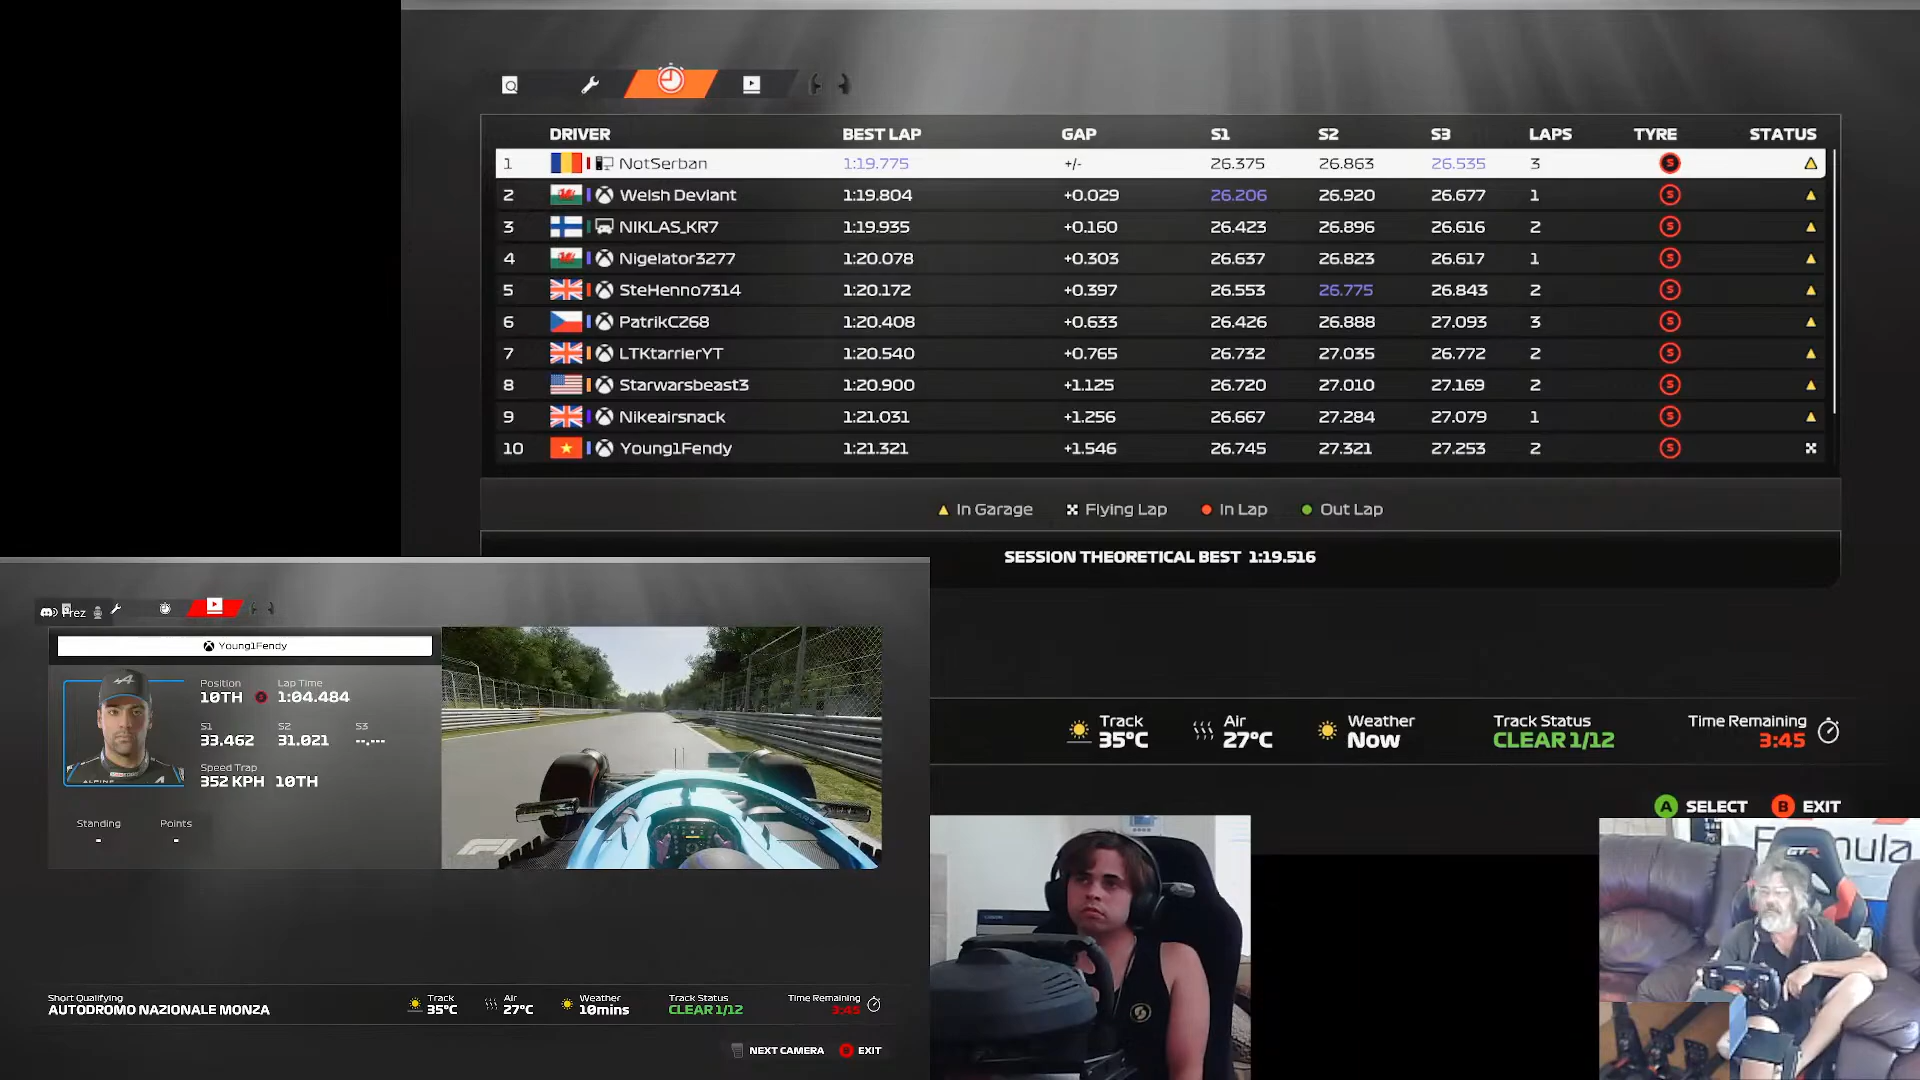 DRIVER BEST LAP GAP S1 S2 S3 LAPS TYRE STATUS
1 NotSerban 1:19.775 +/- 26.375 26.863 26.535 3 S
2 Welsh Deviant 1:19.804 +0.029 26.206 26.920 26.677 1 S
3 NIKLAS_KR7 1:19.935 +0.160 26.423 26.896 26.616 2 S
4 Nigelator3277 1:20.078 +0.303 26.637 26.823 26.617 1 S
5 SteHenno7314 1:20.172 +0.397 26.553 26.775 26.843 2 S
6 PatrikCZ68 1:20.408 +0.633 26.426 26.888 27.093 3 S
7 LTKtarrierYT 1:20.540 +0.765 26.732 27.035 26.772 2 S
8 Starwarsbeast3 1:20.900 +1.125 26.720 27.010 27.169 2 S
9 Nikeairsnack 1:21.031 +1.256 26.667 27.284 27.079 1 S
10 Young1Fendy 1:21.321 +1.546 26.745 27.321 27.253 2 S
In Garage Flying Lap In Lap Out Lap
SESSION THEORETICAL BEST 1:19.516
Track Air Weather Track Status Time Remaining
35°C 27°C Now CLEAR 1/12 3:45
A SELECT B EXIT
Prez
Young1Fendy
Position Lap Time
10TH S 1:04.484
S1 S2 S3
33.462 31.021 --.---
Speed Trap
352 KPH 10TH
Standing Points
- -
ALPINE
F1
Short Qualifying
AUTODROMO NAZIONALE MONZA
Track Air Weather Track Status Time Remaining
35°C 27°C 10mins CLEAR 1/12 3:45
NEXT CAMERA B EXIT
Formula
GTR